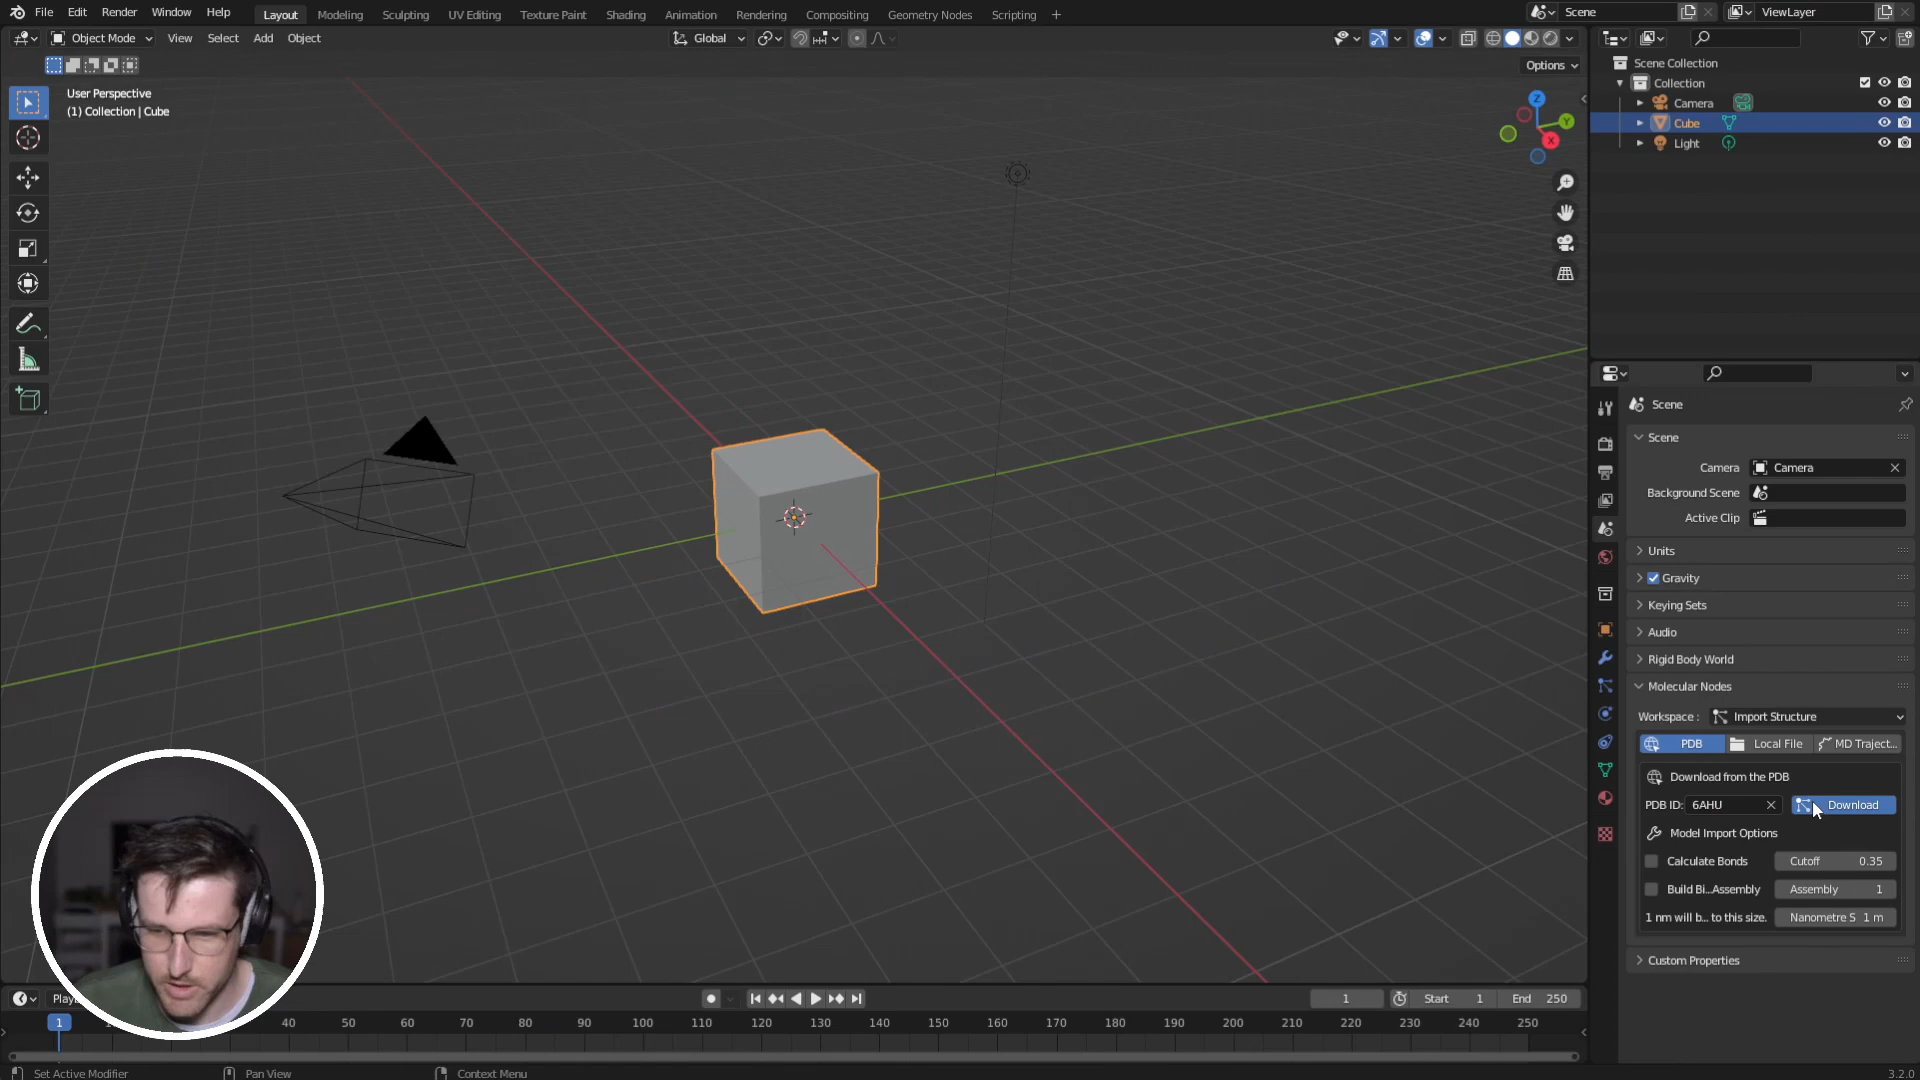 File Edit Render Window Help Layout Modeling Sculpting UV Editing Texture Paint Shading Animation Rendering Compositing Geometry Nodes Scripting + Scene ViewLayer
Object Mode View Select Add Object Global
Options
User Perspective
(1) Collection | Cube
Z
Y
X
Scene Collection
Collection
Camera
Cube
Light
Scene
Scene
Camera Camera
Background Scene
Active Clip
Units
Gravity
Keying Sets
Audio
Rigid Body World
Molecular Nodes
Workspace : Import Structure
PDB Local File MD Traject...
Download from the PDB
PDB ID: 6AHU Download
Model Import Options
Calculate Bonds Cutoff 0.35
Build Bi...Assembly Assembly 1
1 nm will b... to this size. Nanometre S 1 m
Custom Properties
1 Start 1 End 250
1 40 50 60 70 80 90 100 110 120 130 140 150 160 170 180 190 200 210 220 230 240 250
Set Active Modifier Pan View Context Menu 3.2.0